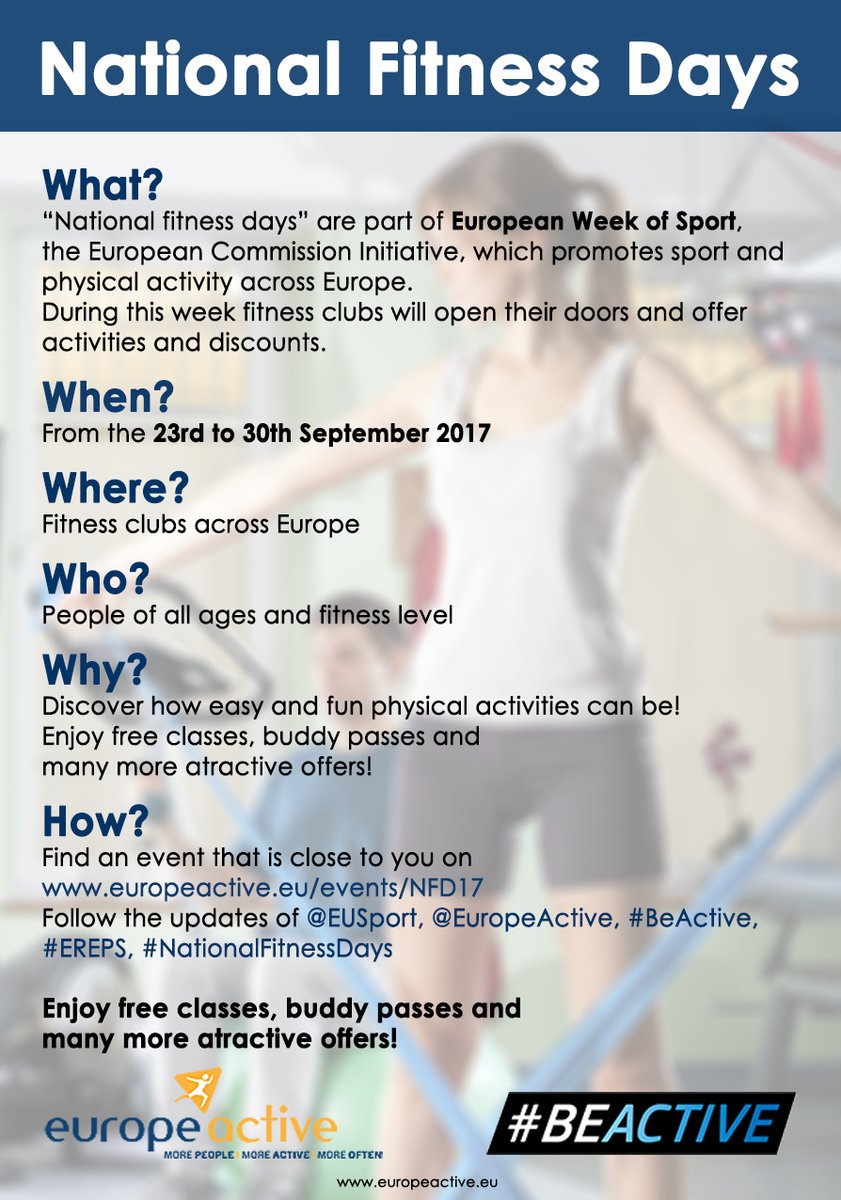 National Fitness Days
What?
“National fitness days” are part of European Week of Sport,
the European Commission Initiative, which promotes sport and
physical activity across Europe.
During this week fitness clubs will open their doors and offer
activities and discounts.
When?
From the 23rd to 30th September 2017
Where?
Fitness clubs across Europe
Who?
People of all ages and fitness level
Why?
Discover how easy and fun physical activities can be!
Enjoy free classes, buddy passes and
many more atractive offers!
How?
Find an event that is close to you on
www.europeactive.eu/events/NFD17
Follow the updates of @EUSport, @EuropeActive, #BeActive,
#EREPS, #NationalFitnessDays
Enjoy free classes, buddy passes and
many more atractive offers!
europe active
MORE PEOPLE | MORE ACTIVE | MORE OFTEN
#BEACTIVE
www.europeactive.eu